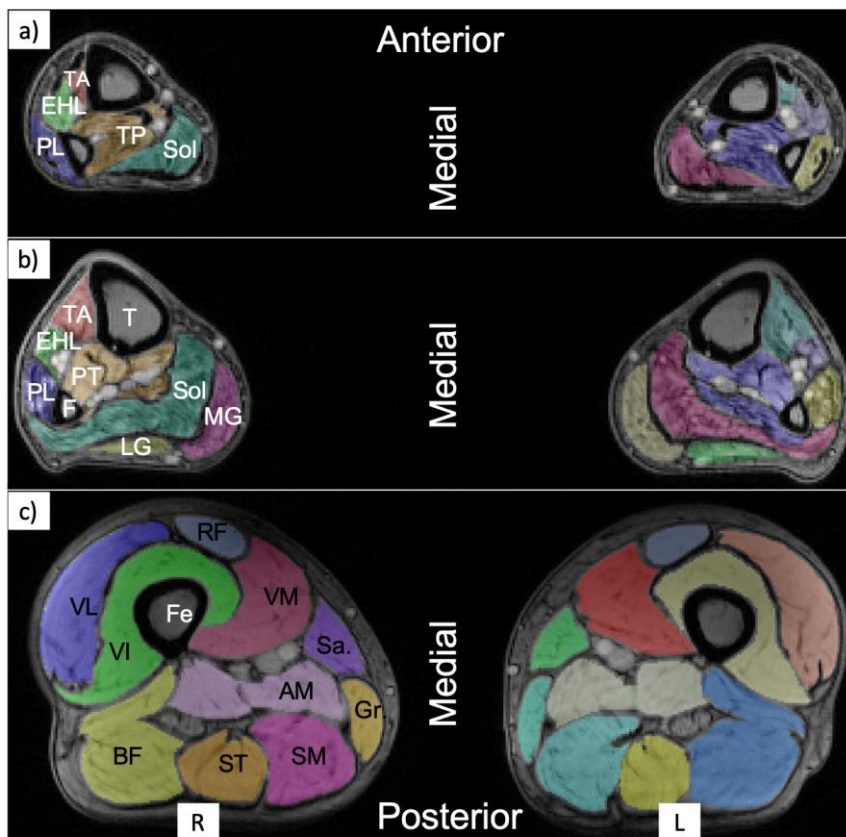 a)
Anterior
TA
EHL
PL
TP
Sol
Medial
b)
TA
T
EHL
PT
PL
F
Sol
MG
LG
Medial
c)
RF
VL
Fe
VM
VI
Sa.
AM
Gr.
BF
ST
SM
Medial
R
Posterior
L